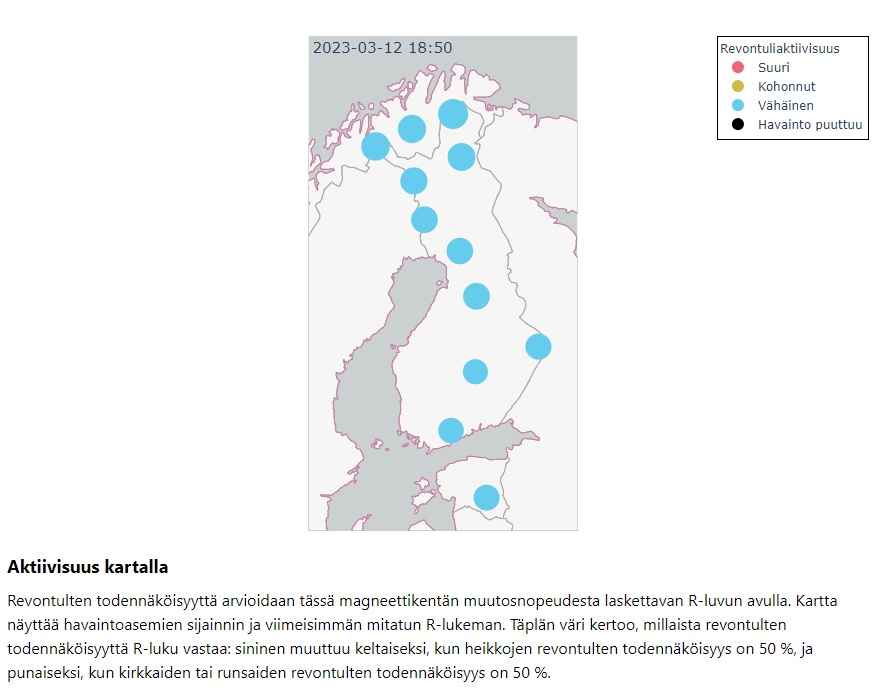 2023-03-12 18:50
Revontuliaktiivisuus
Suuri
Kohonnut
Vähäinen
Havainto puuttuu
Aktiivisuus kartalla
Revontulten todennäköisyyttä arvioidaan tässä magneettikentän muutosnopeudesta laskettavan R-luvun avulla. Kartta
näyttää havaintoasemien sijainnin ja viimeisimmän mitatun R-lukeman. Täplän väri kertoo, millaista revontulten
todennäköisyyttä R-luku vastaa: sininen muuttuu keltaiseksi, kun heikkojen revontulten todennäköisyys on 50 %, ja
punaiseksi, kun kirkkaiden tai runsaiden revontulten todennäköisyys on 50 %.